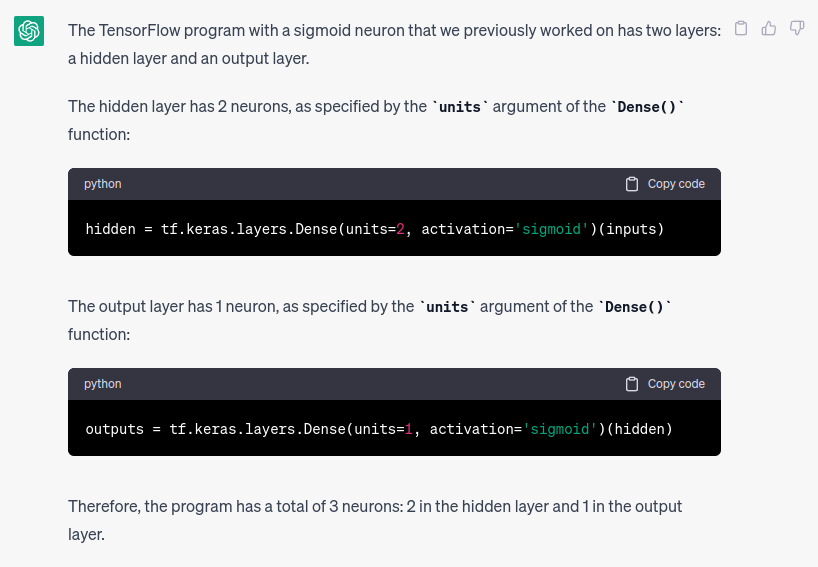 The TensorFlow program with a sigmoid neuron that we previously worked on has two layers:
a hidden layer and an output layer.
The hidden layer has 2 neurons, as specified by the `units` argument of the `Dense()`
function:
python Copy code
hidden = tf.keras.layers.Dense(units=2, activation='sigmoid')(inputs)
The output layer has 1 neuron, as specified by the `units` argument of the `Dense()`
function:
python Copy code
outputs = tf.keras.layers.Dense(units=1, activation='sigmoid')(hidden)
Therefore, the program has a total of 3 neurons: 2 in the hidden layer and 1 in the output
layer.